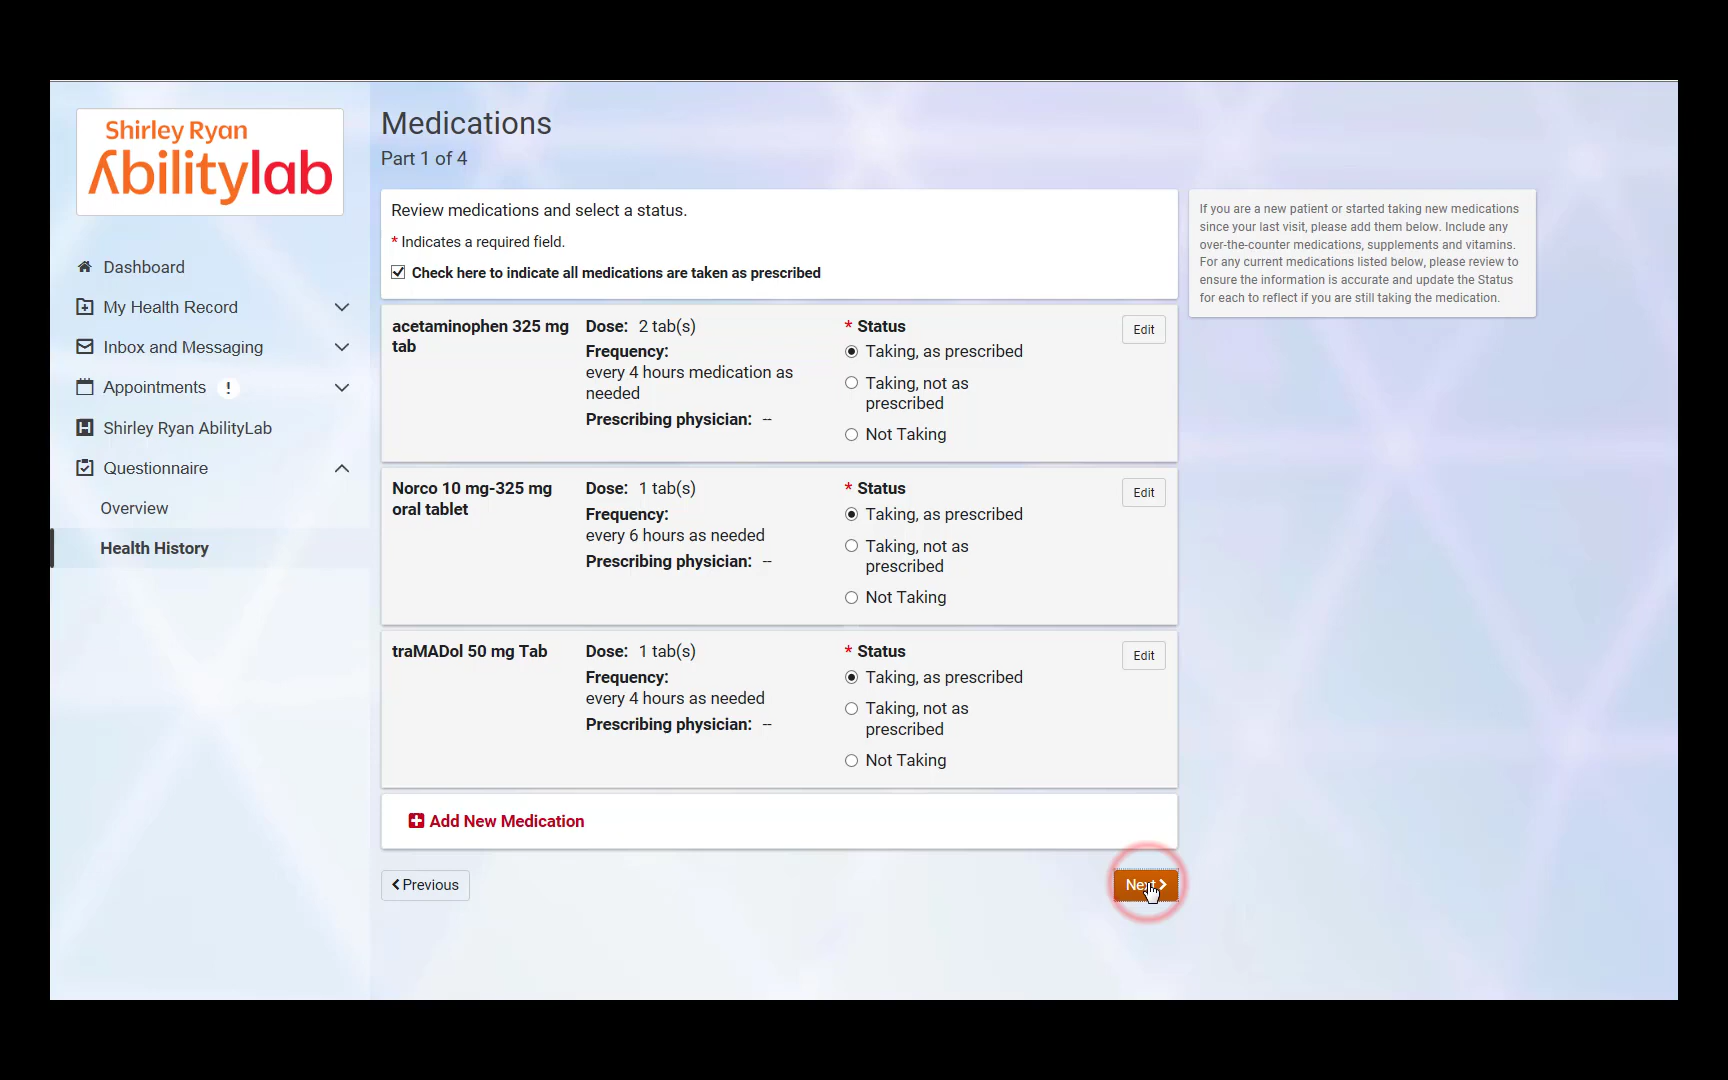 Shirley Ryan
Abilitylab
Dashboard
My Health Record
Inbox and Messaging
Appointments !
Shirley Ryan AbilityLab
Questionnaire
Overview
Health History
Medications
Part 1 of 4
Review medications and select a status.
* Indicates a required field.
Check here to indicate all medications are taken as prescribed
If you are a new patient or started taking new medications
since your last visit, please add them below. Include any
over-the-counter medications, supplements and vitamins.
For any current medications listed below, please review to
ensure the information is accurate and update the Status
for each to reflect if you are still taking the medication.
acetaminophen 325 mg
tab
Dose: 2 tab(s)
Frequency:
every 4 hours medication as
needed
Prescribing physician: --
* Status
Taking, as prescribed
Taking, not as
prescribed
Not Taking
Edit
Norco 10 mg-325 mg
oral tablet
Dose: 1 tab(s)
Frequency:
every 6 hours as needed
Prescribing physician: --
* Status
Taking, as prescribed
Taking, not as
prescribed
Not Taking
Edit
traMADol 50 mg Tab
Dose: 1 tab(s)
Frequency:
every 4 hours as needed
Prescribing physician: --
* Status
Taking, as prescribed
Taking, not as
prescribed
Not Taking
Edit
Add New Medication
Previous
Next